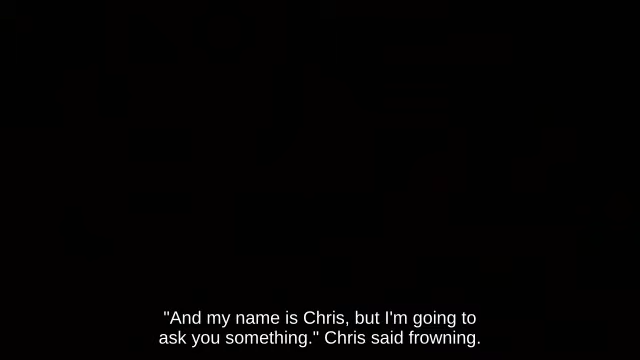 "And my name is Chris, but I'm going to
ask you something." Chris said frowning.